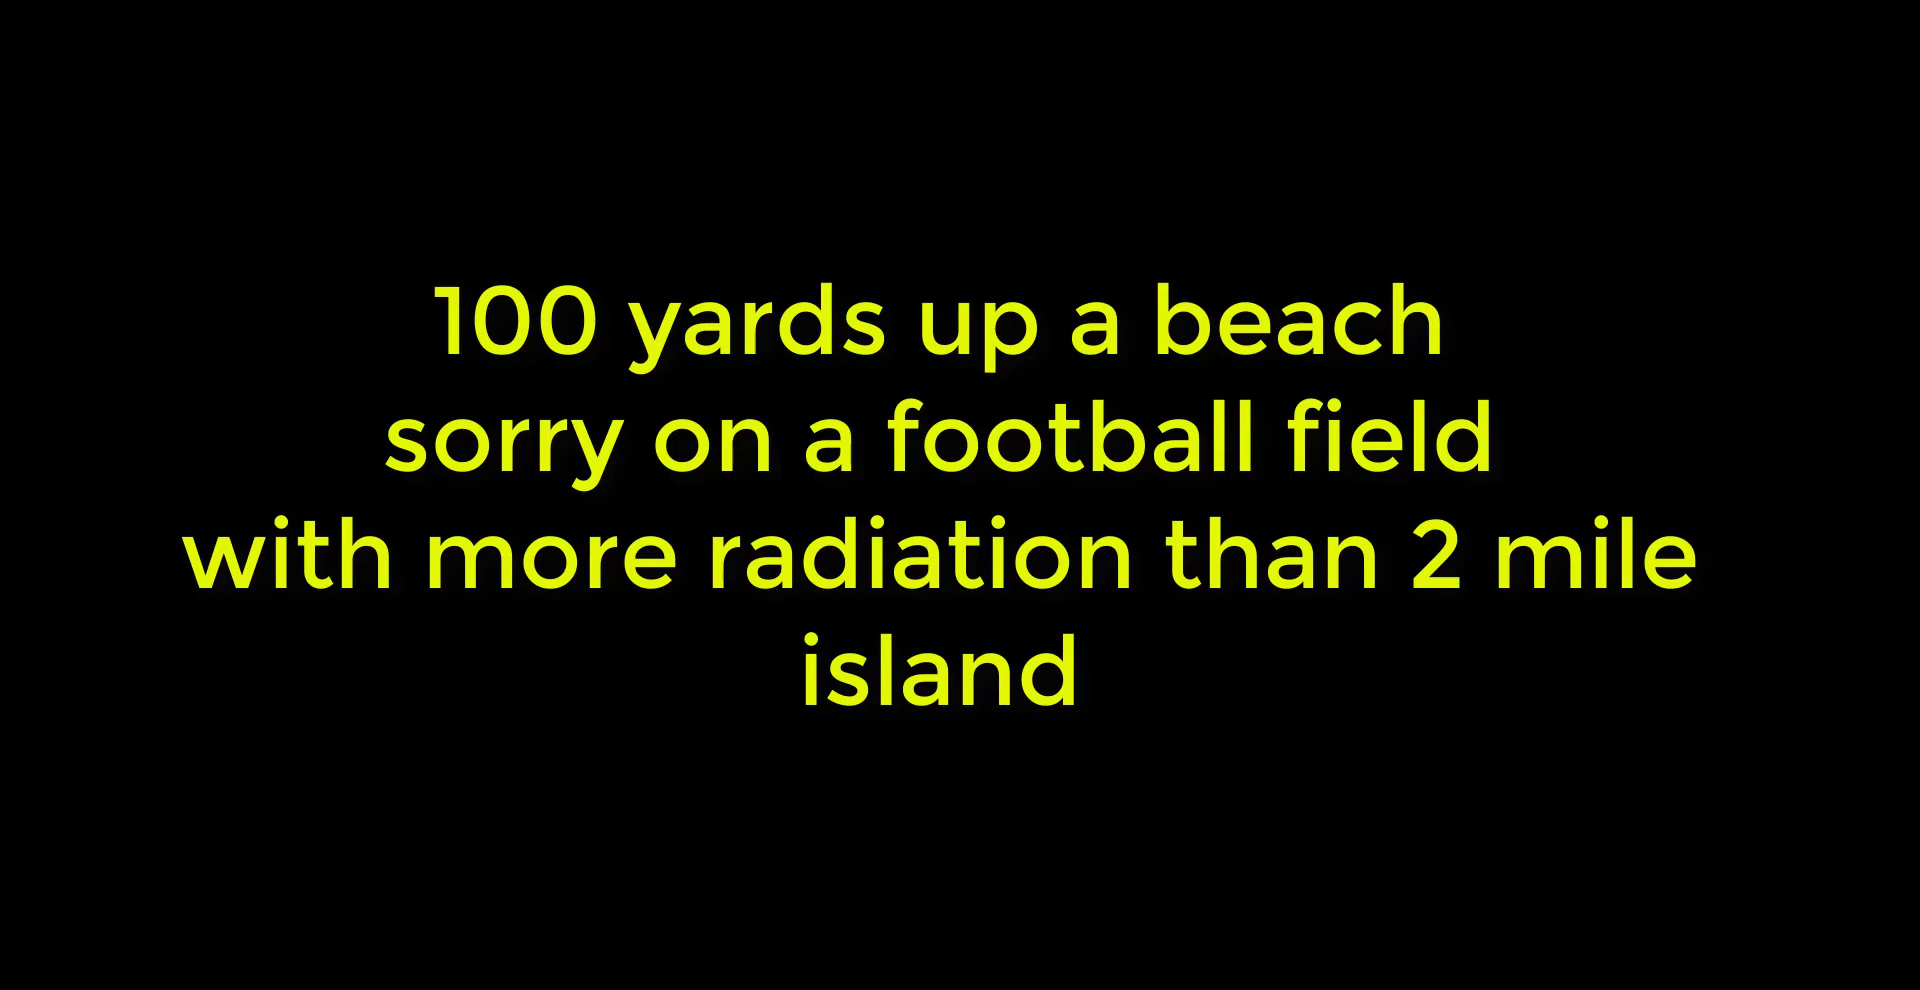 100 yards up a beach
sorry on a football field
with more radiation than 2 mile
island